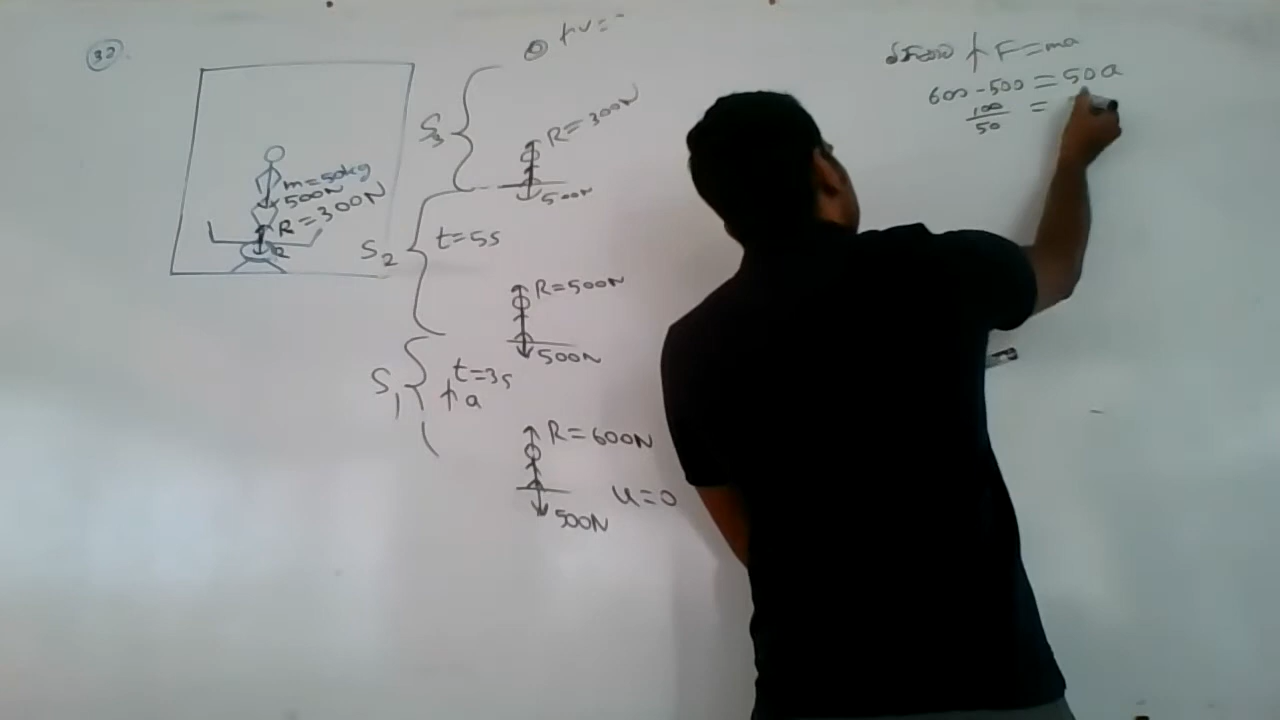 32
m=50kg
500N
R=300N
R
S3
S2
t=5s
S1
t=3s
↑a
↑v=
R=300N
500N
R=500N
500N
R=600N
500N
u=0
↑ F=ma
600-500=50a
100/50 =